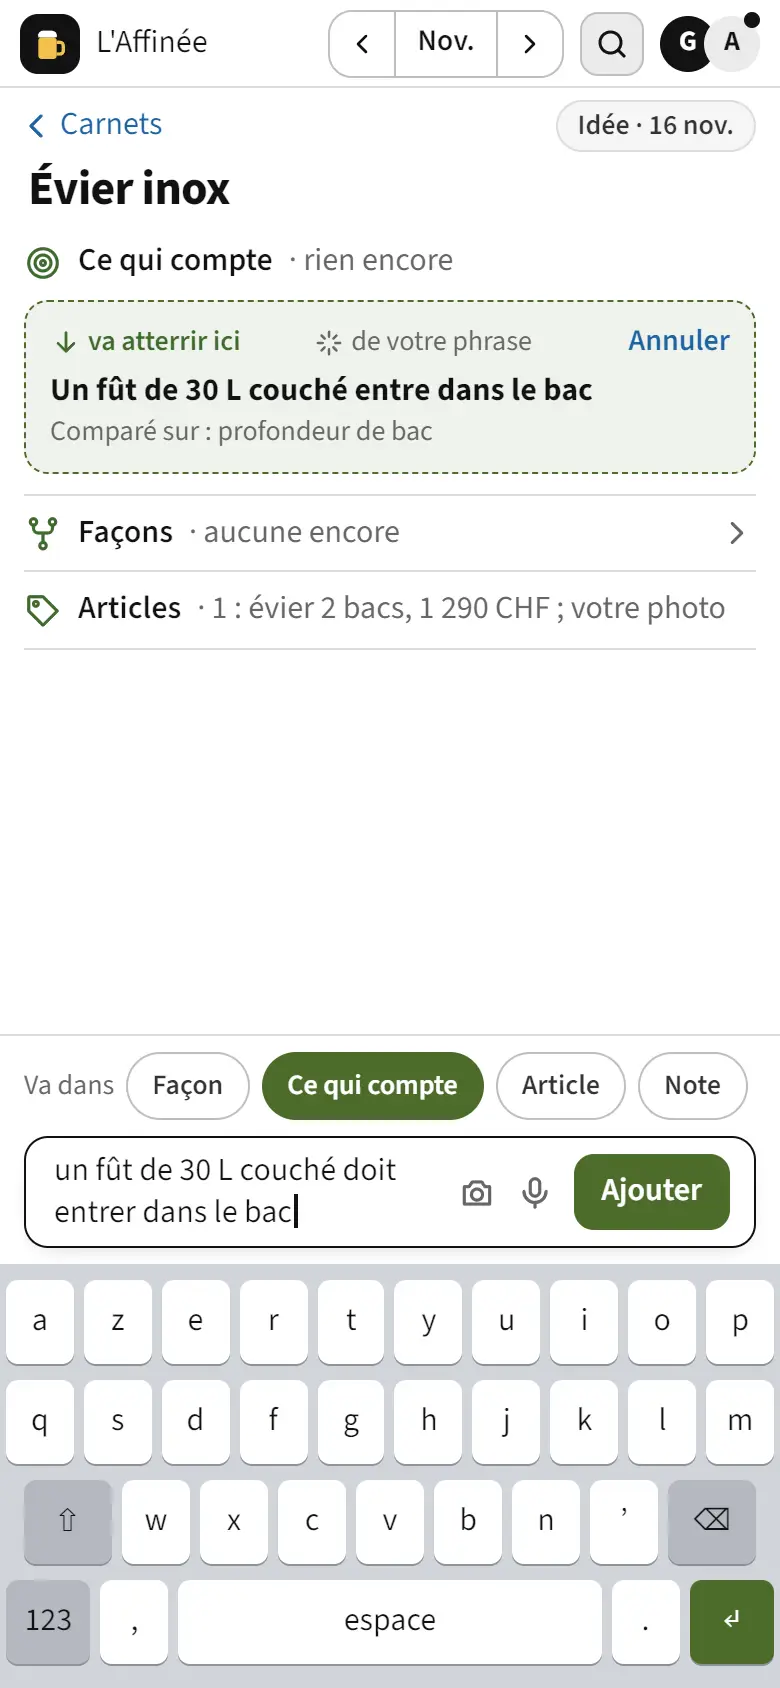 L'Affinée
Nov.
G
A
Carnets
Idée · 16 nov.
Évier inox
Ce qui compte · rien encore
va atterrir ici
de votre phrase
Annuler
Un fût de 30 L couché entre dans le bac
Comparé sur : profondeur de bac
Façons · aucune encore
Articles · 1 : évier 2 bacs, 1 290 CHF ; votre photo
Va dans
Façon
Ce qui compte
Article
Note
un fût de 30 L couché doit
entrer dans le bac
Ajouter
a z e r t y u i o p
q s d f g h j k l m
⇧ w x c v b n ’ ⌫
123 , espace . ↵